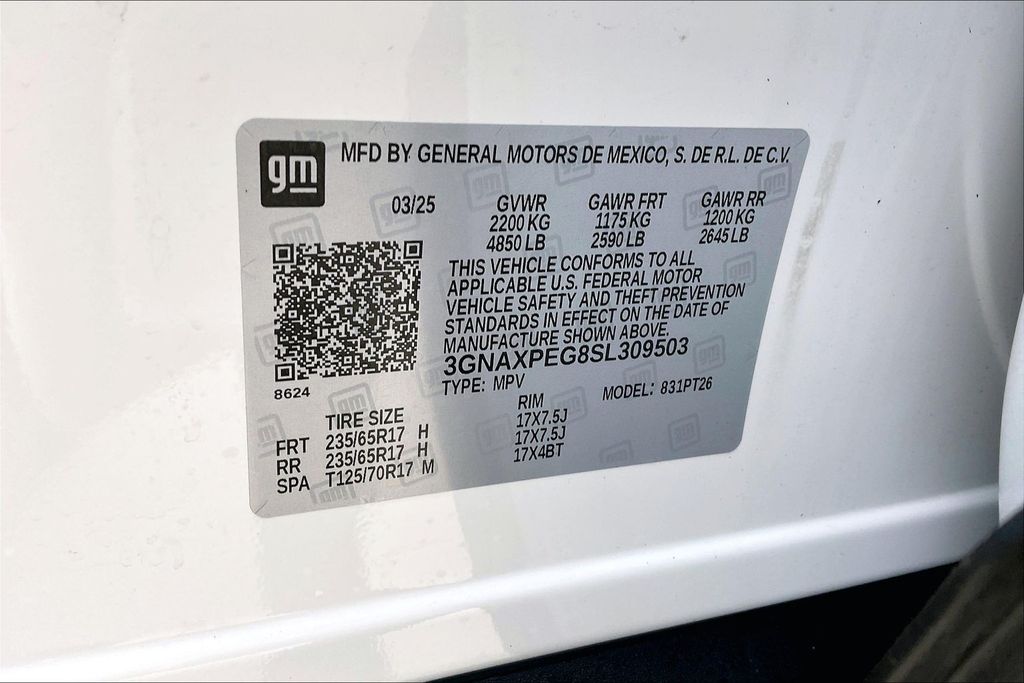 gm
MFD BY GENERAL MOTORS DE MEXICO, S. DE R.L. DE C.V.
03/25 GVWR GAWR FRT GAWR RR
2200 KG 1175 KG 1200 KG
4850 LB 2590 LB 2645 LB
THIS VEHICLE CONFORMS TO ALL
APPLICABLE U.S. FEDERAL MOTOR
VEHICLE SAFETY AND THEFT PREVENTION
STANDARDS IN EFFECT ON THE DATE OF
MANUFACTURE SHOWN ABOVE.
3GNAXPEG8SL309503
8624
TYPE: MPV MODEL: 831PT26
TIRE SIZE RIM
FRT 235/65R17 H 17X7.5J
RR 235/65R17 H 17X7.5J
SPA T125/70R17 M 17X4BT